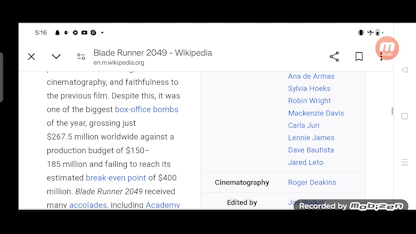 5:16
Blade Runner 2049 - Wikipedia
en.m.wikipedia.org
cinematography, and faithfulness to
the previous film. Despite this, it was
one of the biggest box-office bombs
of the year, grossing just
$267.5 million worldwide against a
production budget of $150–
185 million and failing to reach its
estimated break-even point of $400
million. Blade Runner 2049 received
many accolades, including Academy
Ana de Armas
Sylvia Hoeks
Robin Wright
Mackenzie Davis
Carla Juri
Lennie James
Dave Bautista
Jared Leto
Cinematography Roger Deakins
Edited by
Recorded by Mobizen